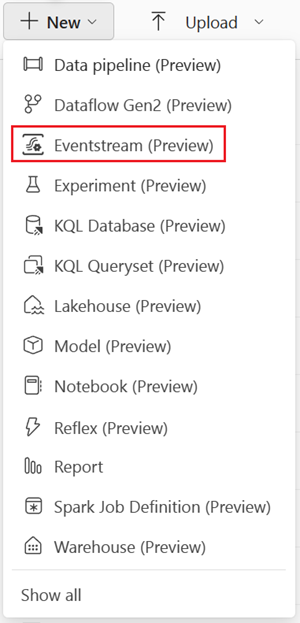 New
Upload
Data pipeline (Preview)
Dataflow Gen2 (Preview)
Eventstream (Preview)
Experiment (Preview)
KQL Database (Preview)
KQL Queryset (Preview)
Lakehouse (Preview)
Model (Preview)
Notebook (Preview)
Reflex (Preview)
Report
Spark Job Definition (Preview)
Warehouse (Preview)
Show all